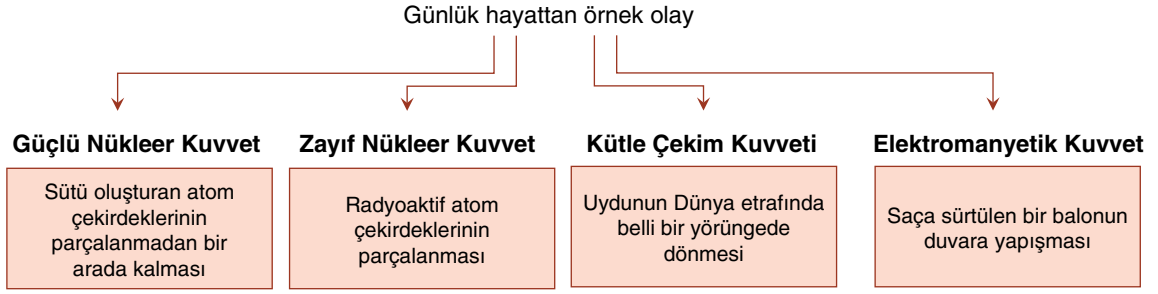 Günlük hayattan örnek olay
Güçlü Nükleer Kuvvet
Sütü oluşturan atom
çekirdeklerinin
parçalanmadan bir
arada kalması
Zayıf Nükleer Kuvvet
Radyoaktif atom
çekirdeklerinin
parçalanması
Kütle Çekim Kuvveti
Uydunun Dünya etrafında
belli bir yörüngede
dönmesi
Elektromanyetik Kuvvet
Saça sürtülen bir balonun
duvara yapışması